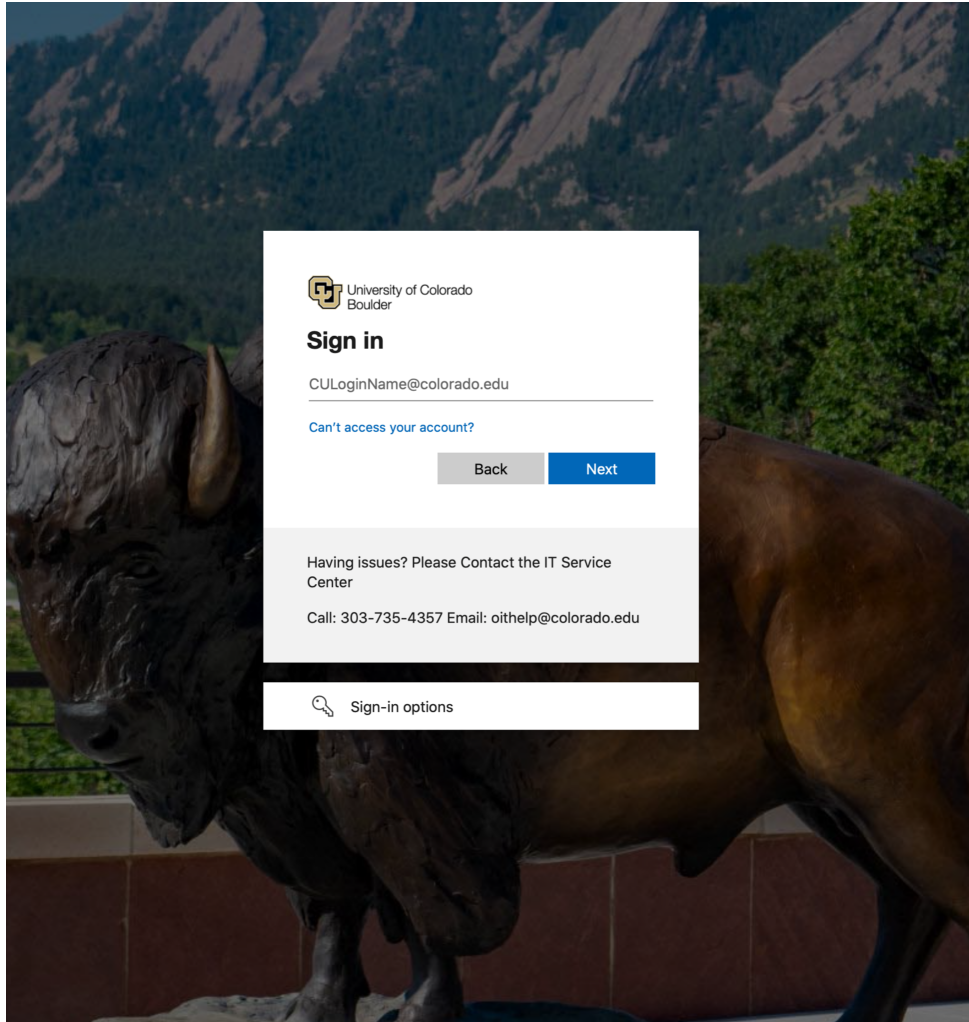 CU University of Colorado
Boulder
Sign in
CULoginName@colorado.edu
Can't access your account?
Back Next
Having issues? Please Contact the IT Service
Center
Call: 303-735-4357 Email: oithelp@colorado.edu
Sign-in options